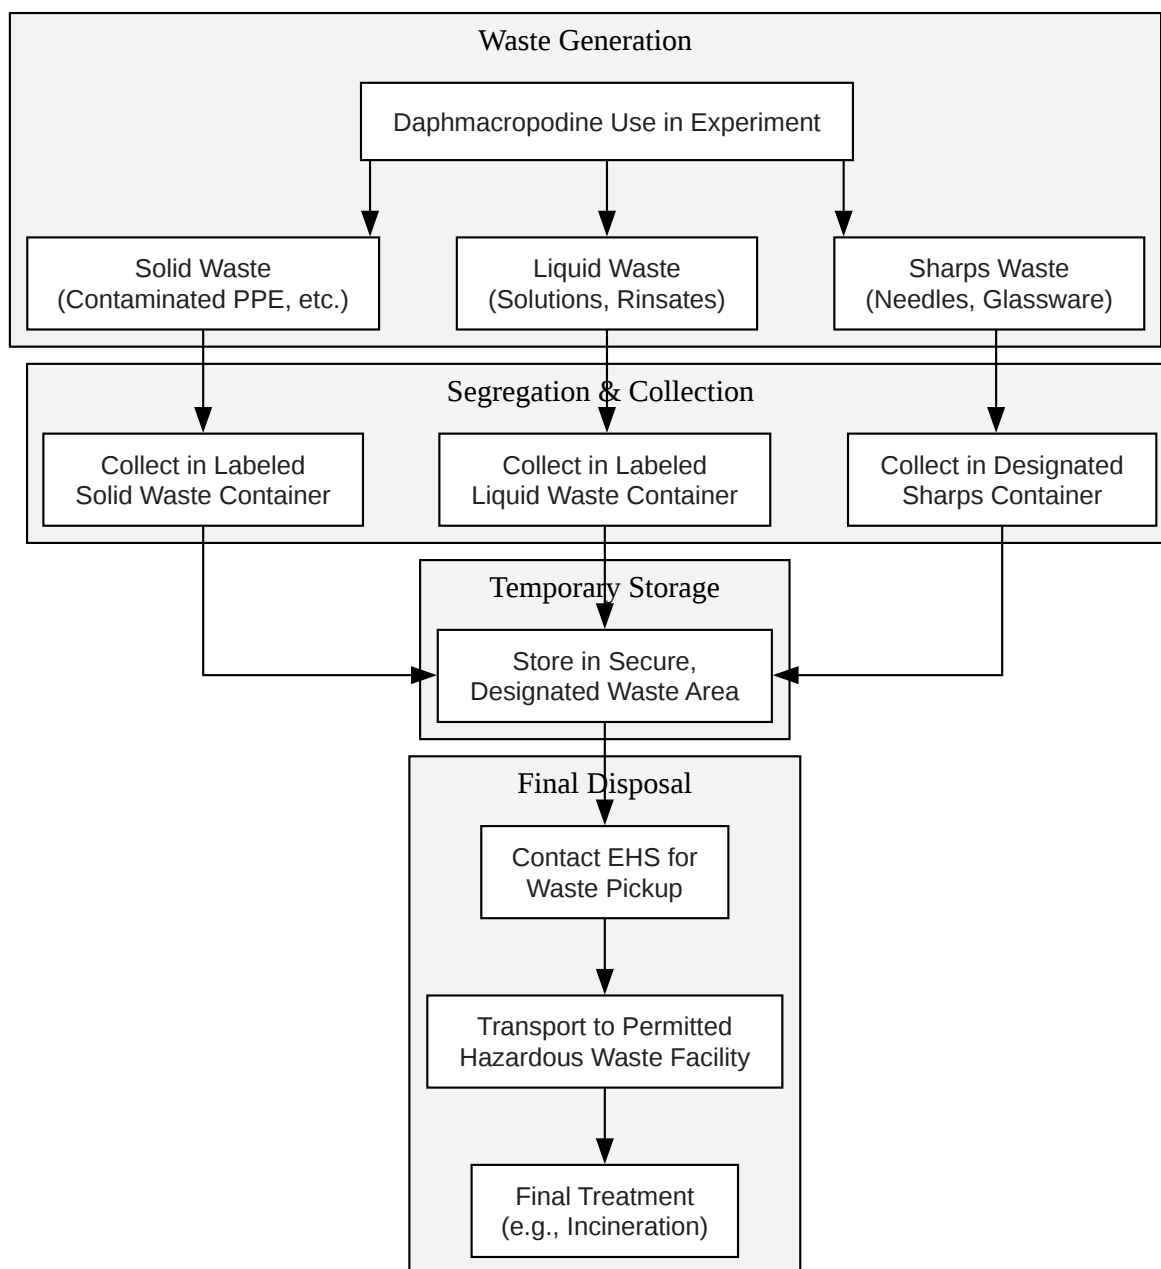 Waste Generation
Daphmacropodine Use in Experiment
Solid Waste
(Contaminated PPE, etc.)
Liquid Waste
(Solutions, Rinsates)
Sharps Waste
(Needles, Glassware)
Segregation & Collection
Collect in Labeled
Solid Waste Container
Collect in Labeled
Liquid Waste Container
Collect in Designated
Sharps Container
Temporary Storage
Store in Secure,
Designated Waste Area
Final Disposal
Contact EHS for
Waste Pickup
Transport to Permitted
Hazardous Waste Facility
Final Treatment
(e.g., Incineration)